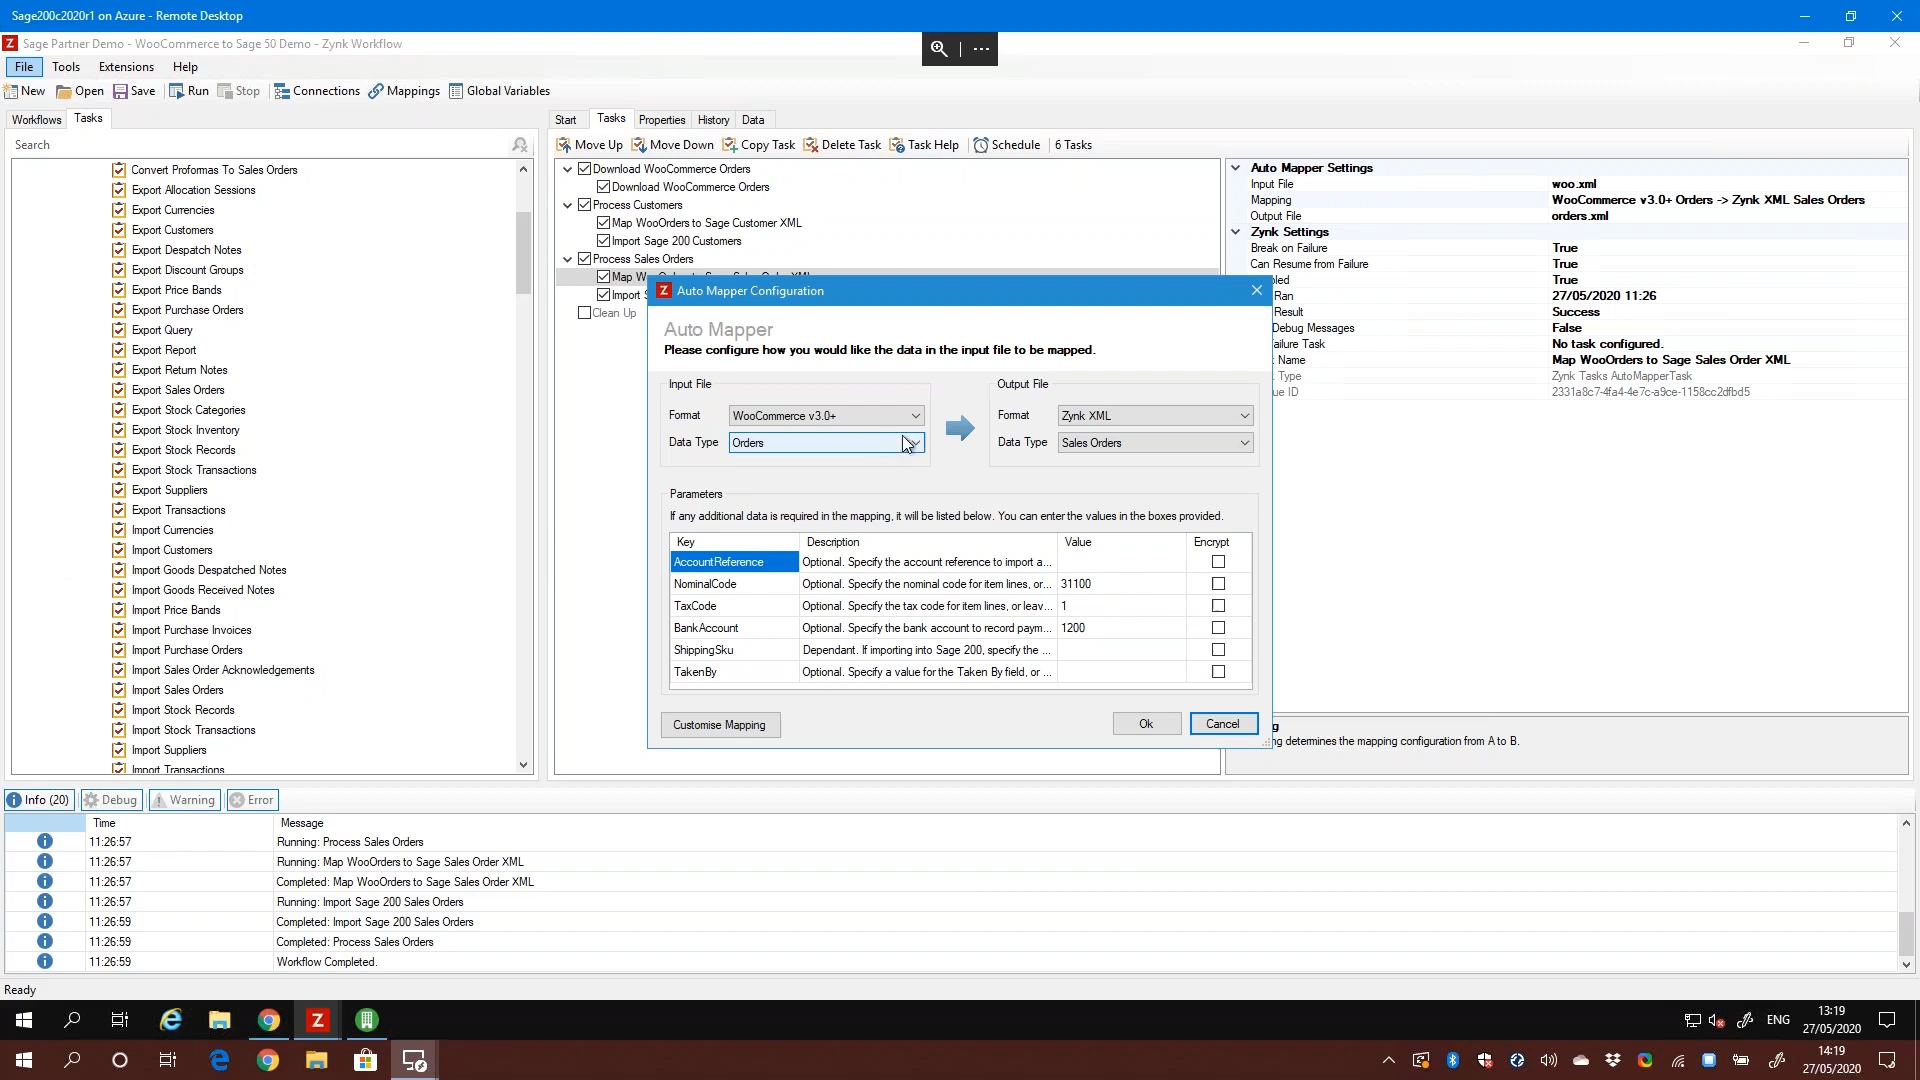 Sage200c2020r1 on Azure - Remote Desktop
Sage Partner Demo - WooCommerce to Sage 50 Demo - Zynk Workflow
File Tools Extensions Help
New Open Save Run Stop Connections Mappings Global Variables
Workflows Tasks
Search
Convert Proformas To Sales Orders
Export Allocation Sessions
Export Currencies
Export Customers
Export Despatch Notes
Export Discount Groups
Export Price Bands
Export Purchase Orders
Export Query
Export Report
Export Return Notes
Export Sales Orders
Export Stock Categories
Export Stock Inventory
Export Stock Records
Export Stock Transactions
Export Suppliers
Export Transactions
Import Currencies
Import Customers
Import Goods Despatched Notes
Import Goods Received Notes
Import Price Bands
Import Purchase Invoices
Import Purchase Orders
Import Sales Order Acknowledgements
Import Sales Orders
Import Stock Records
Import Stock Transactions
Import Suppliers
Import Transactions
Start Tasks Properties History Data
Move Up Move Down Copy Task Delete Task Task Help Schedule 6 Tasks
Download WooCommerce Orders
Download WooCommerce Orders
Process Customers
Map WooOrders to Sage Customer XML
Import Sage 200 Customers
Process Sales Orders
Map WooOrders to Sage Sales Order XML
Import S
Clean Up
Auto Mapper Settings
Input File woo.xml
Mapping WooCommerce v3.0+ Orders -> Zynk XML Sales Orders
Output File orders.xml
Zynk Settings
Break on Failure True
Can Resume from Failure True
bled True
Ran 27/05/2020 11:26
Result Success
Debug Messages False
ailure Task No task configured.
Name Map WooOrders to Sage Sales Order XML
Type Zynk Tasks AutoMapperTask
ue ID 2331a8c7-4fa4-4e7c-a9ce-1158cc2dfbd5
g
ng determines the mapping configuration from A to B.
Z Auto Mapper Configuration
Auto Mapper
Please configure how you would like the data in the input file to be mapped.
Input File
Format WooCommerce v3.0+
Data Type Orders
Output File
Format Zynk XML
Data Type Sales Orders
Parameters
If any additional data is required in the mapping, it will be listed below. You can enter the values in the boxes provided.
Key Description Value Encrypt
AccountReference Optional. Specify the account reference to import a...
NominalCode Optional. Specify the nominal code for item lines, or... 31100
TaxCode Optional. Specify the tax code for item lines, or leav... 1
BankAccount Optional. Specify the bank account to record paym... 1200
ShippingSku Dependant. If importing into Sage 200, specify the ...
TakenBy Optional. Specify a value for the Taken By field, or ...
Customise Mapping Ok Cancel
Info (20) Debug Warning Error
Time Message
11:26:57 Running: Process Sales Orders
11:26:57 Running: Map WooOrders to Sage Sales Order XML
11:26:57 Completed: Map WooOrders to Sage Sales Order XML
11:26:57 Running: Import Sage 200 Sales Orders
11:26:59 Completed: Import Sage 200 Sales Orders
11:26:59 Completed: Process Sales Orders
11:26:59 Workflow Completed.
Ready
Z
ENG
13:19
27/05/2020
14:19
27/05/2020